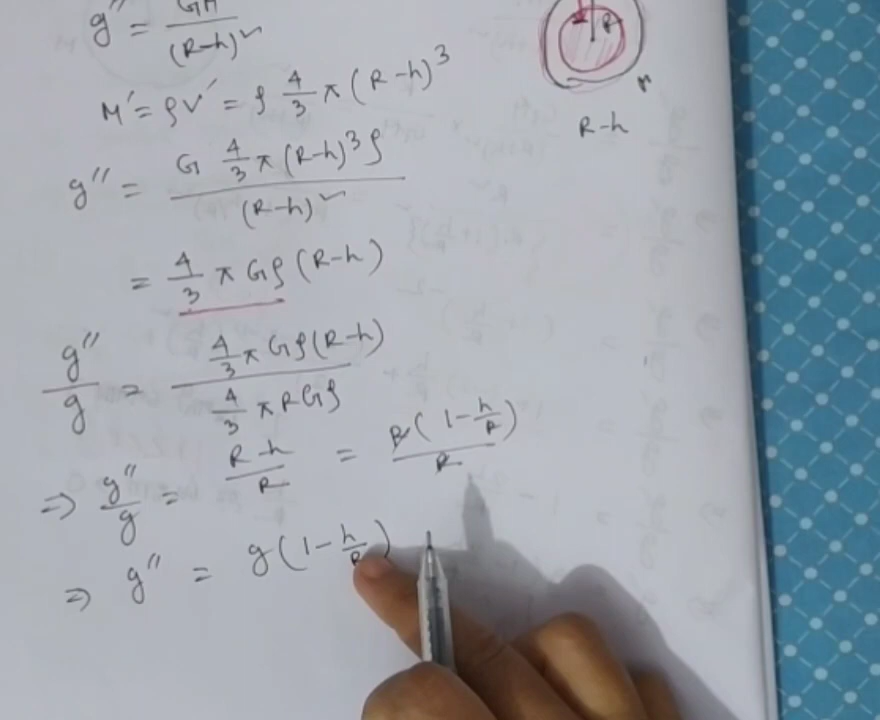 g'' = GM / (R-h)²
R
M
R-h
M' = ρV' = ρ 4/3 π (R-h)³
g'' = G 4/3 π (R-h)³ ρ / (R-h)²
= 4/3 π Gρ (R-h)
g''/g = 4/3 π Gρ(R-h) / 4/3 π R Gρ
⇒ g''/g = R-h / R = R(1-h/R) / R
⇒ g'' = g(1-h/R)